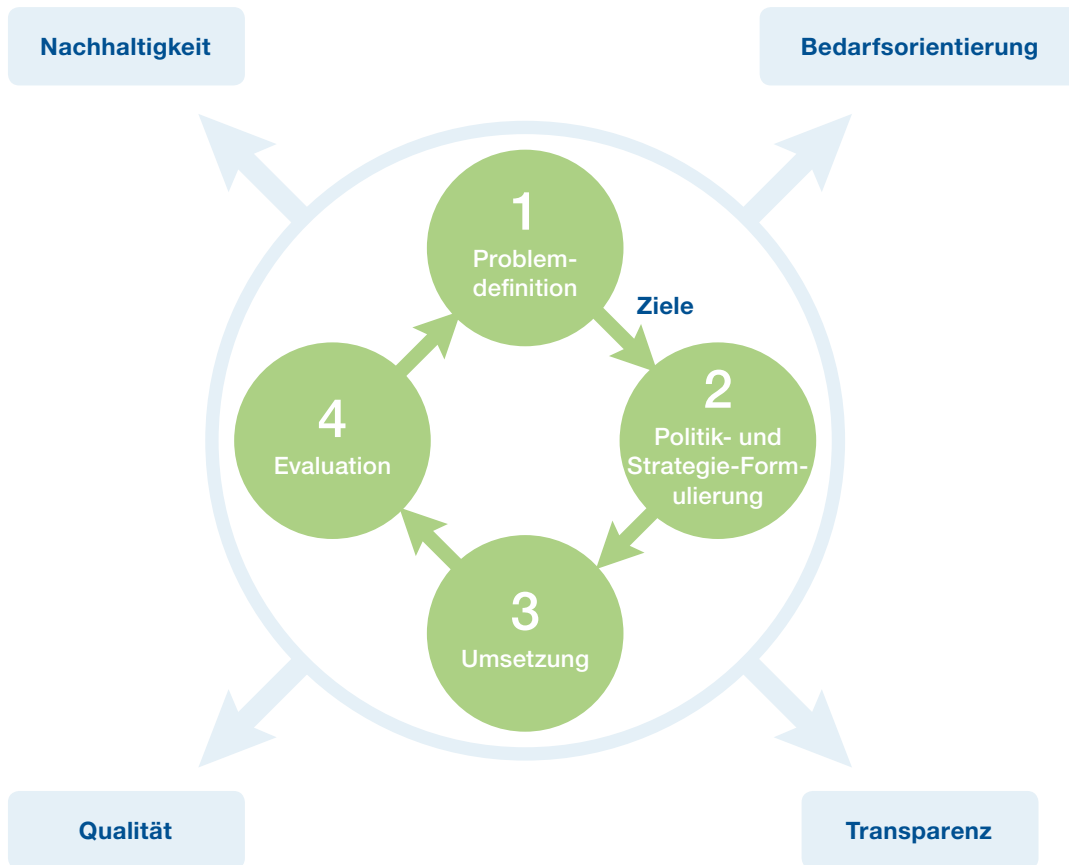 Nachhaltigkeit
Bedarfsorientierung
1
Problem-
definition
Ziele
2
Politik- und
Strategie-Form-
ulierung
4
Evaluation
3
Umsetzung
Qualität
Transparenz